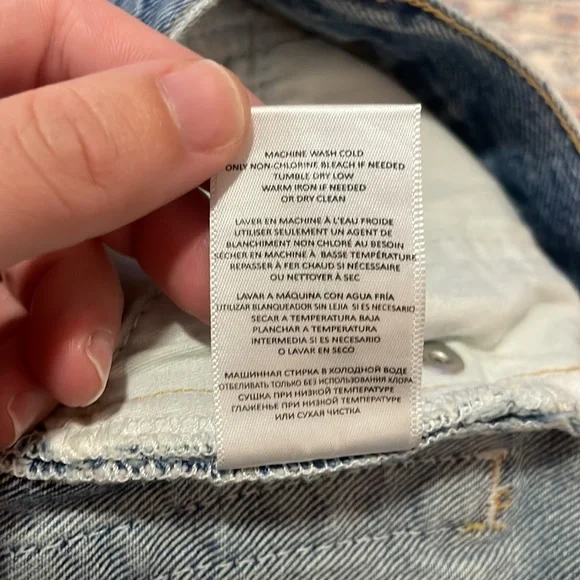 MACHINE WASH COLD
ONLY NON-CHLORINE BLEACH IF NEEDED
TUMBLE DRY LOW
WARM IRON IF NEEDED
OR DRY CLEAN
LAVER EN MACHINE À L'EAU FROIDE
UTILISER SEULEMENT UN AGENT DE
BLANCHIMENT NON CHLORÉ AU BESOIN
SÉCHER EN MACHINE À BASSE TEMPÉRATURE
REPASSER À FER CHAUD SI NÉCESSAIRE
OU NETTOYER À SEC
LAVAR A MÁQUINA CON AGUA FRÍA
UTILIZAR BLANQUEADOR SIN LEJIA SI ES NECESARIO
SECAR A TEMPERATURA BAJA
PLANCHAR A TEMPERATURA
INTERMEDIA SI ES NECESARIO
O LAVAR EN SECO
МАШИННАЯ СТИРКА В ХОЛОДНОЙ ВОДЕ
ОТБЕЛИВАТЬ ТОЛЬКО БЕЗ ИСПОЛЬЗОВАНИЯ ХЛОРА
СУШКА ПРИ НИЗКОЙ ТЕМПЕРАТУРЕ
ГЛАЖЕНЬЕ ПРИ НИЗКОЙ ТЕМПЕРАТУРЕ
ИЛИ СУХАЯ ЧИСТКА